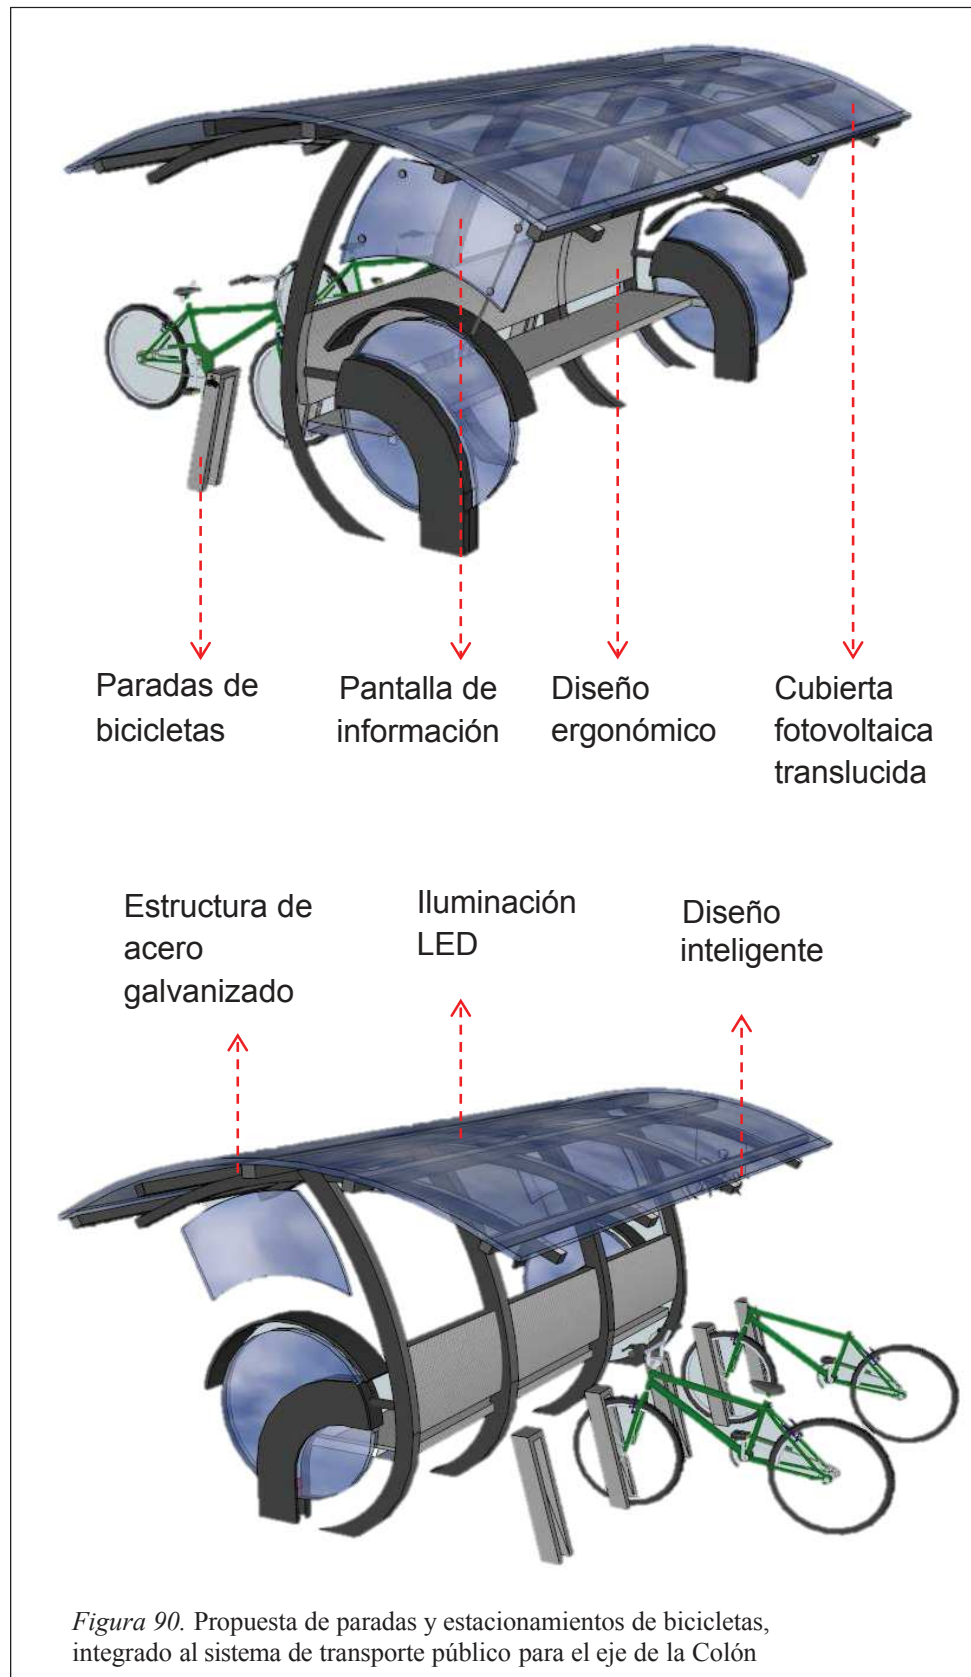 Paradas de
bicicletas
Pantalla de
información
Diseño
ergonómico
Cubierta
fotovoltaica
translucida
Estructura de
acero
galvanizado
Iluminación
LED
Diseño
inteligente
Figura 90. Propuesta de paradas y estacionamientos de bicicletas,
integrado al sistema de transporte público para el eje de la Colón